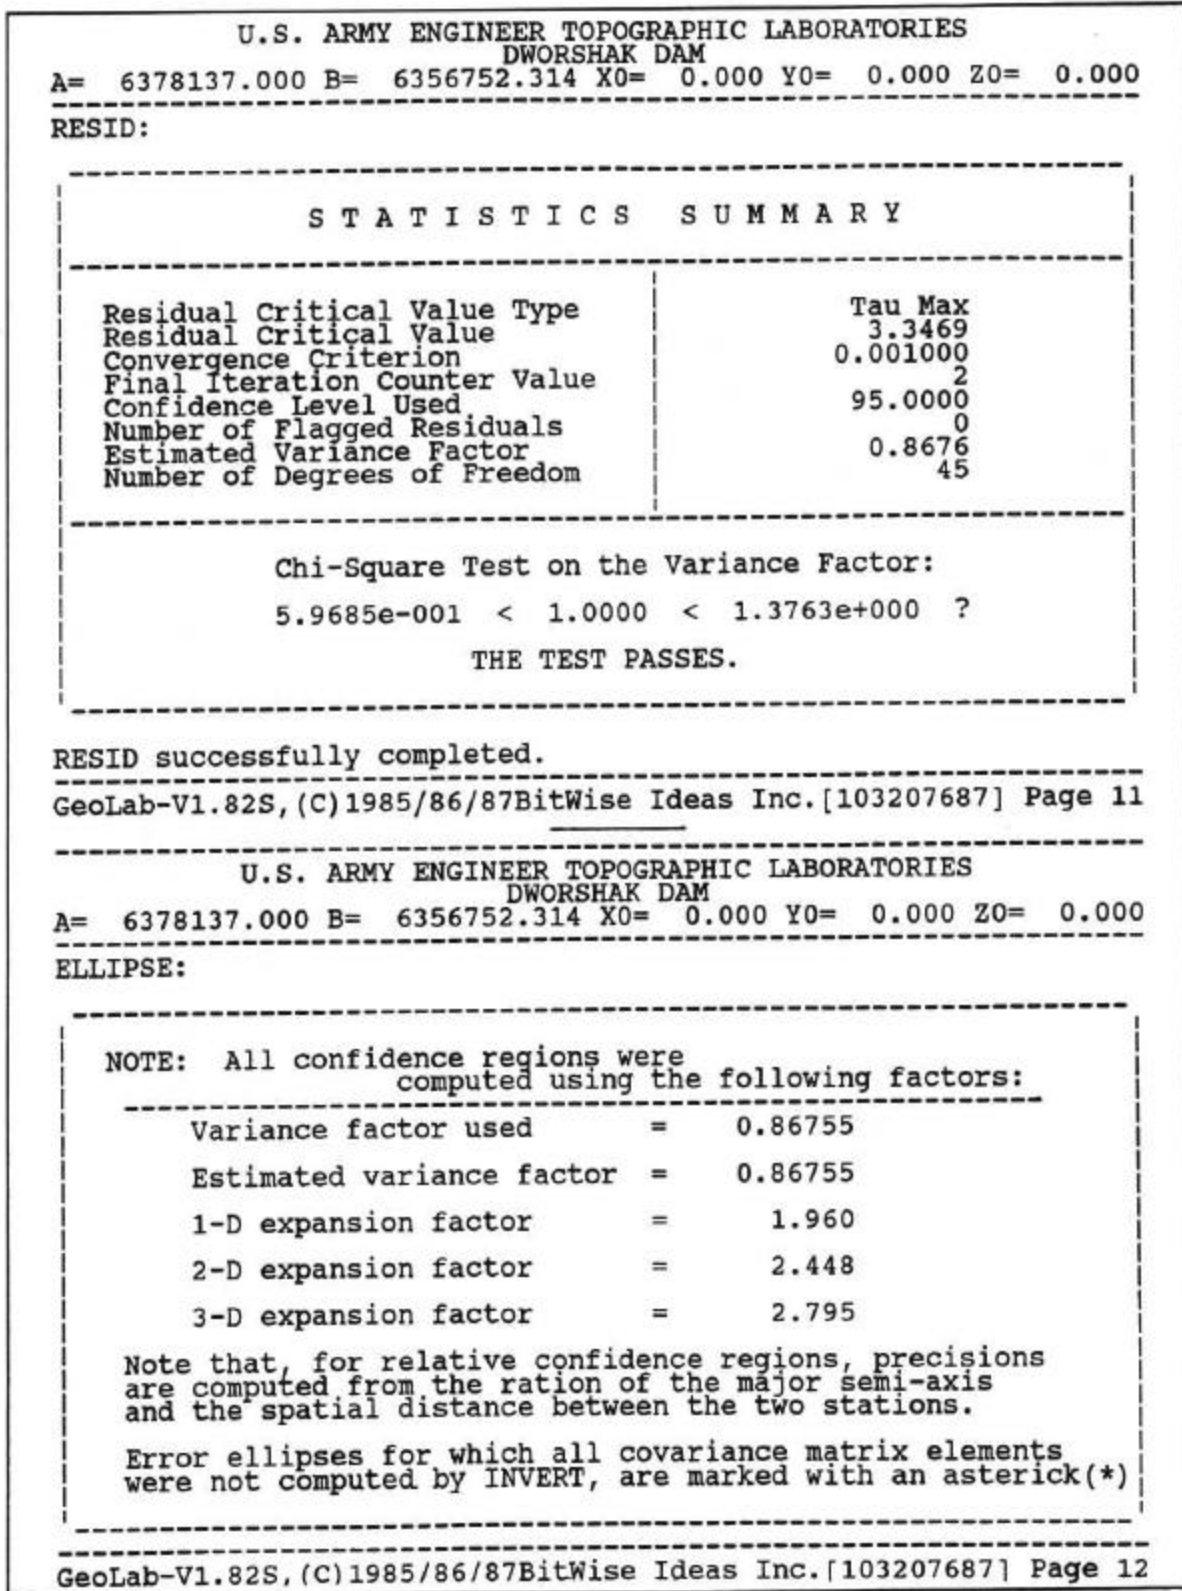 U.S. ARMY ENGINEER TOPOGRAPHIC LABORATORIES
DWORSHAK DAM
A= 6378137.000 B= 6356752.314 X0= 0.000 Y0= 0.000 Z0= 0.000
RESID:
S T A T I S T I C S S U M M A R Y
Residual Critical Value Type Tau Max
Residual Critical Value 3.3469
Convergence Criterion 0.001000
Final Iteration Counter Value 2
Confidence Level Used 95.0000
Number of Flagged Residuals 0
Estimated Variance Factor 0.8676
Number of Degrees of Freedom 45
Chi-Square Test on the Variance Factor:
5.9685e-001 < 1.0000 < 1.3763e+000 ?
THE TEST PASSES.
RESID successfully completed.
GeoLab-V1.82S,(C)1985/86/87BitWise Ideas Inc.[103207687] Page 11
U.S. ARMY ENGINEER TOPOGRAPHIC LABORATORIES
DWORSHAK DAM
A= 6378137.000 B= 6356752.314 X0= 0.000 Y0= 0.000 Z0= 0.000
ELLIPSE:
NOTE: All confidence regions were
computed using the following factors:
Variance factor used = 0.86755
Estimated variance factor = 0.86755
1-D expansion factor = 1.960
2-D expansion factor = 2.448
3-D expansion factor = 2.795
Note that, for relative confidence regions, precisions
are computed from the ration of the major semi-axis
and the spatial distance between the two stations.
Error ellipses for which all covariance matrix elements
were not computed by INVERT, are marked with an asterick(*)
GeoLab-V1.82S,(C)1985/86/87BitWise Ideas Inc.[103207687] Page 12